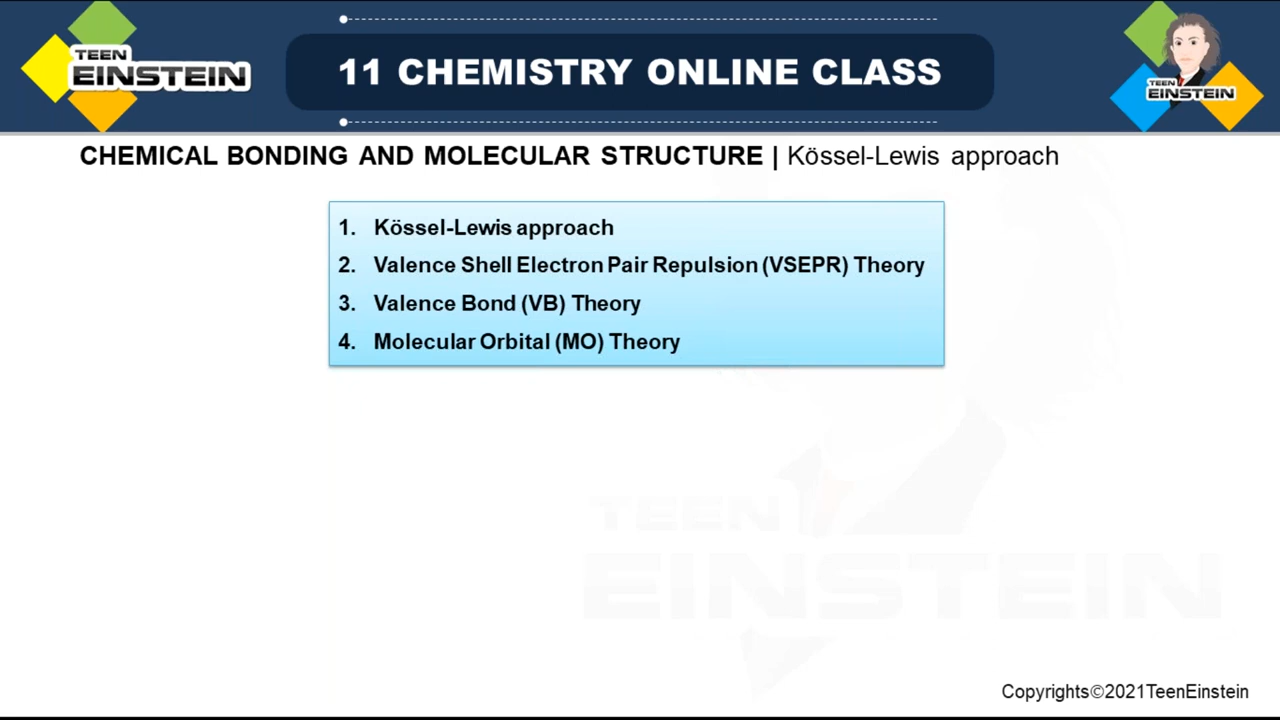 TEEN
EINSTEIN
11 CHEMISTRY ONLINE CLASS
TEEN
EINSTEIN
CHEMICAL BONDING AND MOLECULAR STRUCTURE | Kössel-Lewis approach
1. Kössel-Lewis approach
2. Valence Shell Electron Pair Repulsion (VSEPR) Theory
3. Valence Bond (VB) Theory
4. Molecular Orbital (MO) Theory
TEEN
EINSTEIN
Copyrights©2021TeenEinstein